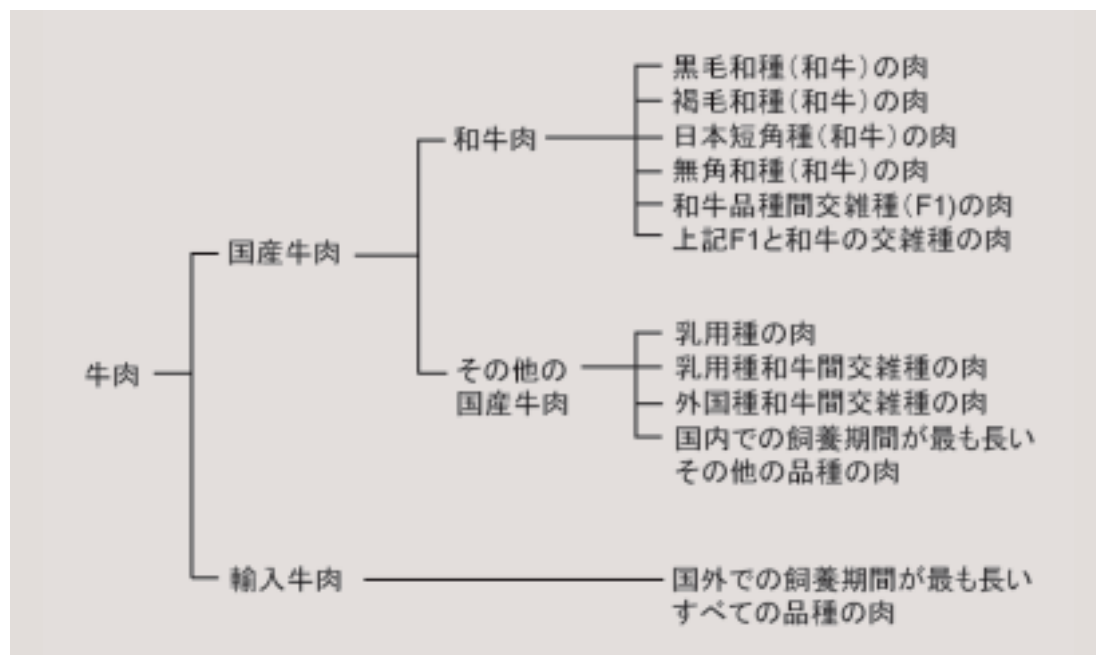 牛肉
国産牛肉
和牛肉
黒毛和種(和牛)の肉
褐毛和種(和牛)の肉
日本短角種(和牛)の肉
無角和種(和牛)の肉
和牛品種間交雑種(F1)の肉
上記F1と和牛の交雑種の肉
その他の
国産牛肉
乳用種の肉
乳用種和牛間交雑種の肉
外国種和牛間交雑種の肉
国内での飼養期間が最も長い
その他の品種の肉
輸入牛肉
国外での飼養期間が最も長い
すべての品種の肉